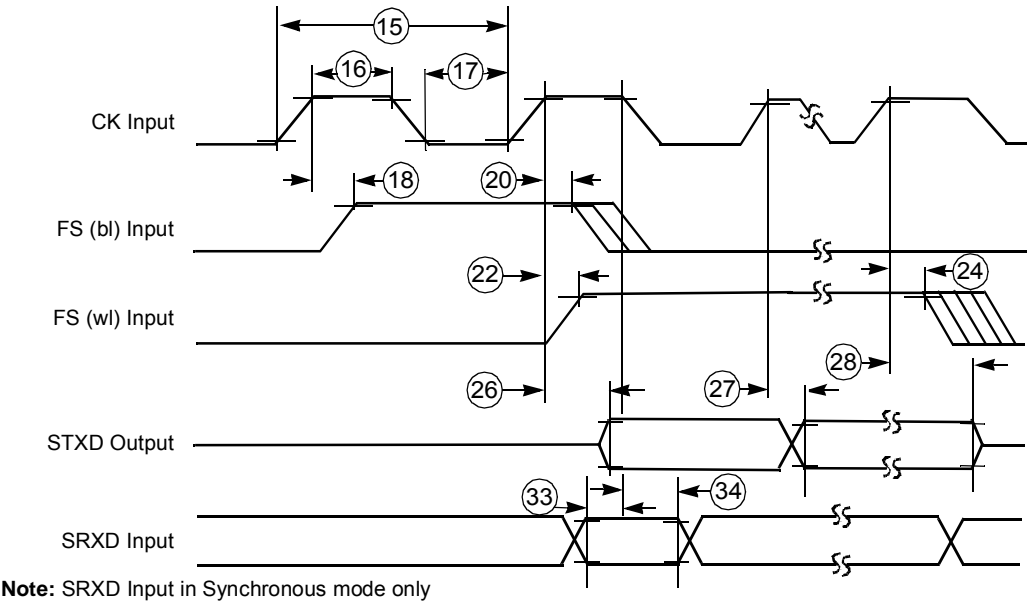 15
16
17
CK Input
18
20
FS (bl) Input
22
24
FS (wl) Input
26
27
28
STXD Output
33
34
SRXD Input
Note: SRXD Input in Synchronous mode only